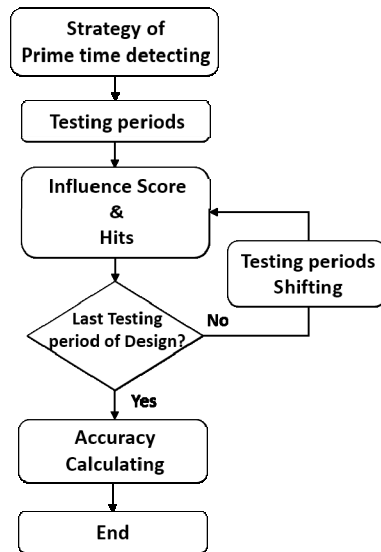 Strategy of
Prime time detecting
Testing periods
Influence Score
&
Hits
Testing periods
Shifting
Last Testing
period of Design?
No
Yes
Accuracy
Calculating
End